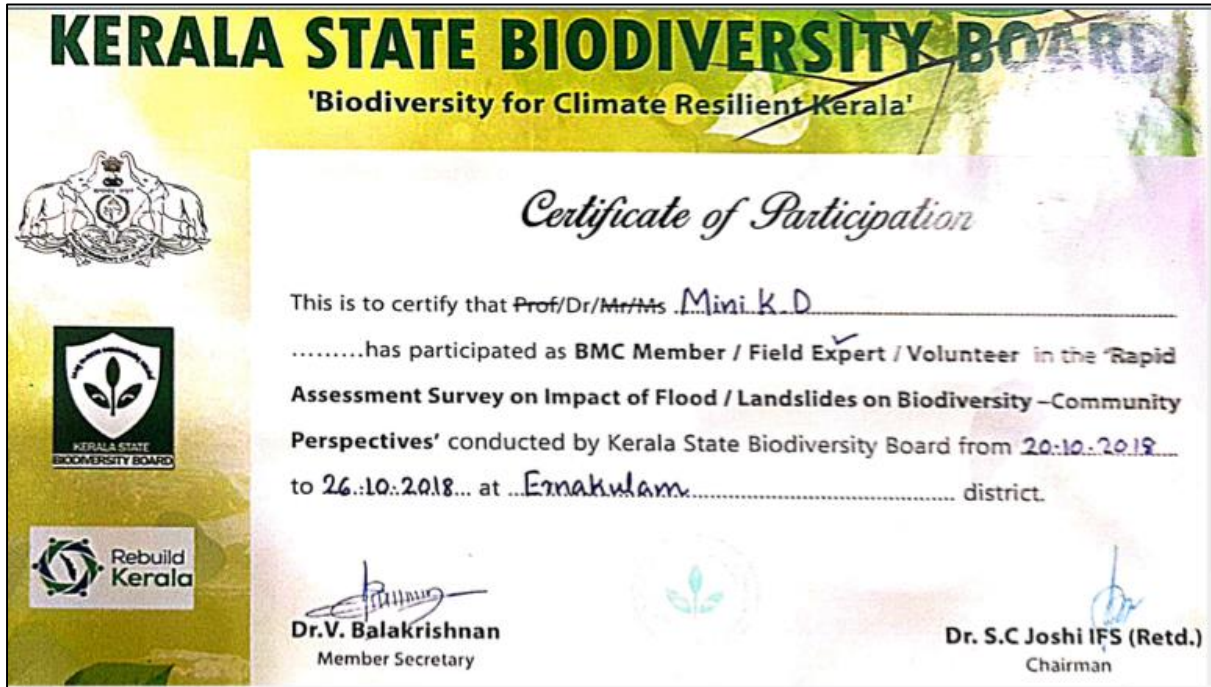 KERALA STATE BIODIVERSITY BOARD
'Biodiversity for Climate Resilient Kerala'
Certificate of Participation
This is to certify that Prof/Dr/Mr/Ms Mini K.D
.........has participated as BMC Member / Field Expert / Volunteer in the 'Rapid
Assessment Survey on Impact of Flood / Landslides on Biodiversity –Community
Perspectives' conducted by Kerala State Biodiversity Board from 20.10.2018
to 26.10.2018 at Ernakulam district.
KERALA STATE
BIODIVERSITY BOARD
Rebuild
Kerala
Dr.V. Balakrishnan
Member Secretary
Dr. S.C Joshi IFS (Retd.)
Chairman